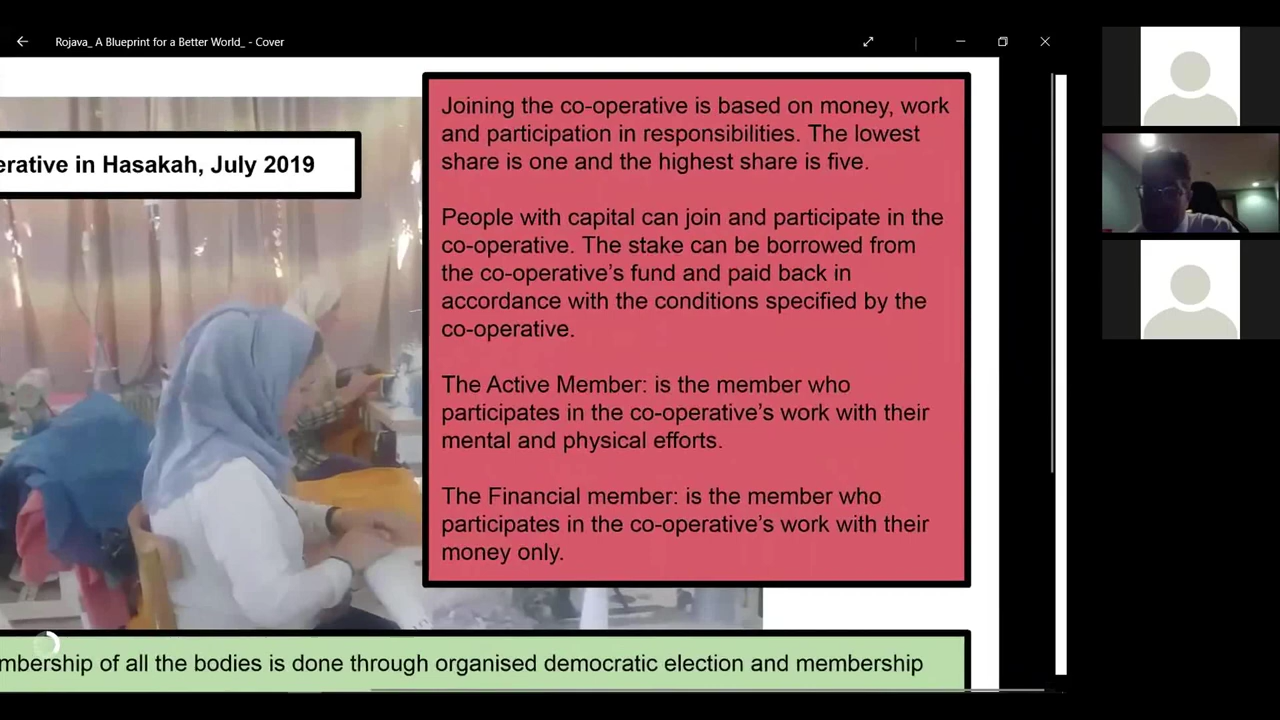 Rojava_ A Blueprint for a Better World_ - Cover
erative in Hasakah, July 2019
Joining the co-operative is based on money, work
and participation in responsibilities. The lowest
share is one and the highest share is five.
People with capital can join and participate in the
co-operative. The stake can be borrowed from
the co-operative’s fund and paid back in
accordance with the conditions specified by the
co-operative.
The Active Member: is the member who
participates in the co-operative’s work with their
mental and physical efforts.
The Financial member: is the member who
participates in the co-operative’s work with their
money only.
mbership of all the bodies is done through organised democratic election and membership